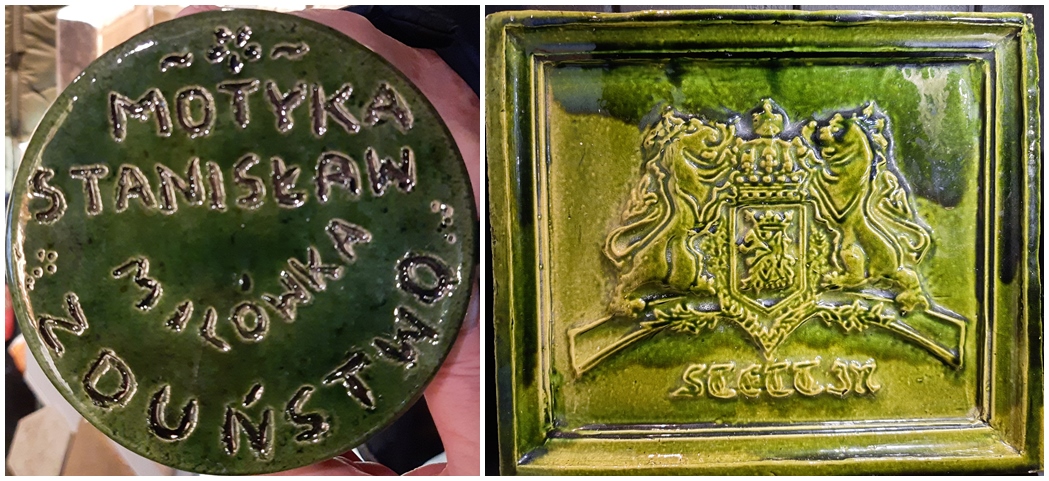 MOTYKA
STANISŁAW
MILÓWKA
ZDUŃSTWO
STETTIN